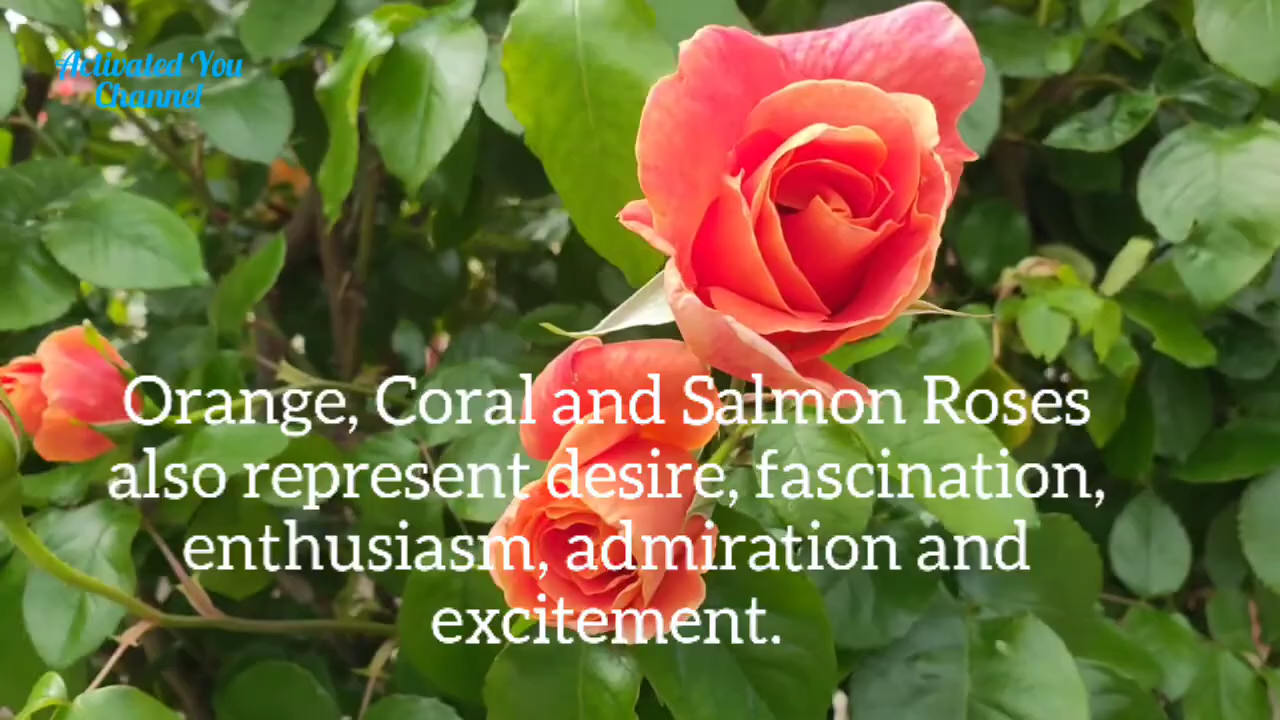 Activated You
Channel
Orange, Coral and Salmon Roses
also represent desire, fascination,
enthusiasm, admiration and
excitement.